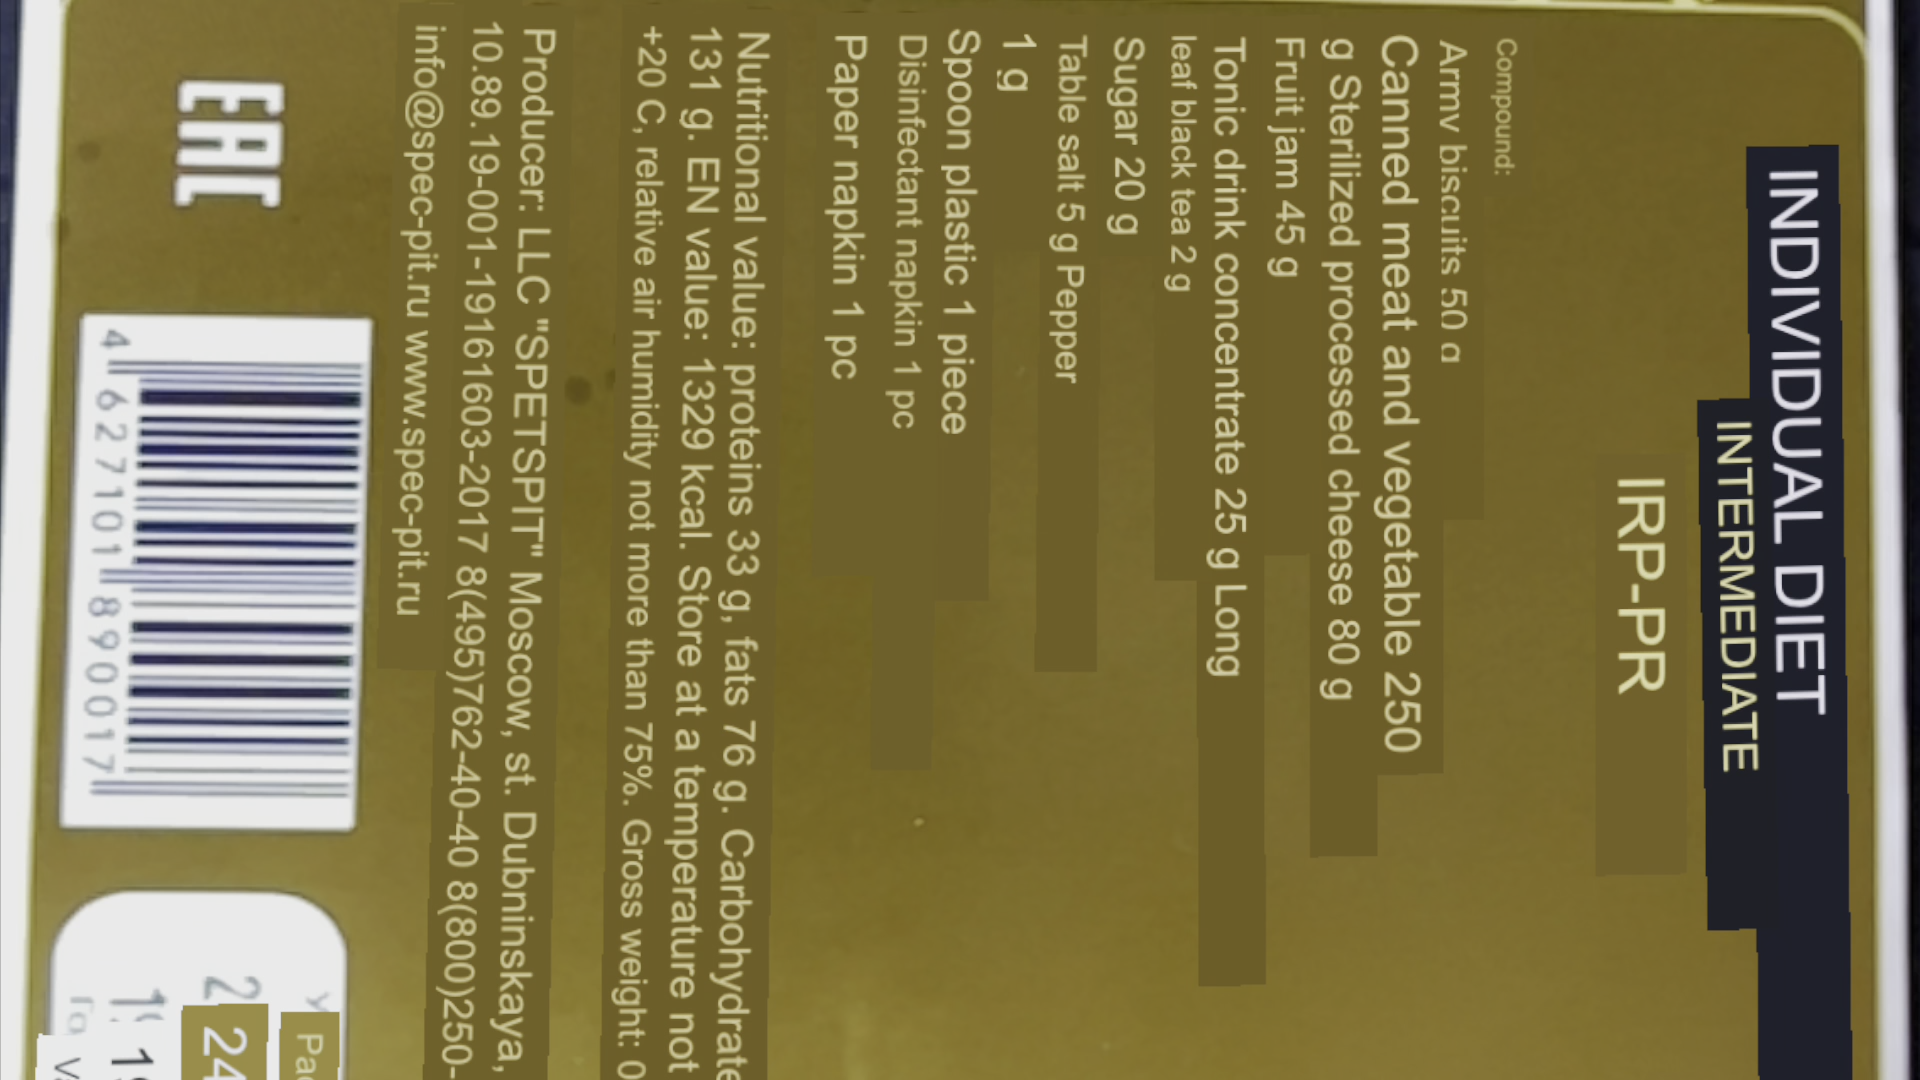 INDIVIDUAL DIET
INTERMEDIATE
IRP-PR
Compound:
Army biscuits 50 g
Canned meat and vegetable 250
g Sterilized processed cheese 80 g
Fruit jam 45 g
Tonic drink concentrate 25 g Long
leaf black tea 2 g
Sugar 20 g
Table salt 5 g Pepper
1 g
Spoon plastic 1 piece
Disinfectant napkin 1 pc
Paper napkin 1 pc
Nutritional value: proteins 33 g, fats 76 g. Carbohydrate
131 g. EN value: 1329 kcal. Store at a temperature not
+20 C, relative air humidity not more than 75%. Gross weight: 0
Producer: LLC "SPETSPIT" Moscow, st. Dubninskaya,
10.89.19-001-19161603-2017 8(495)762-40-40 8(800)250-
info@spec-pit.ru www.spec-pit.ru
EAC
4 627101 890017
24